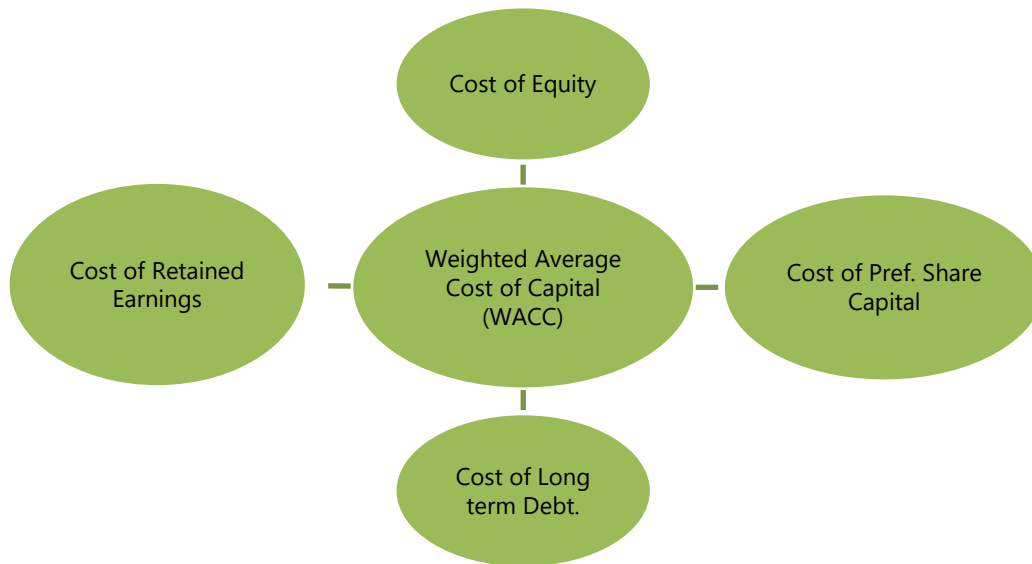 Cost of Equity
Cost of Retained
Earnings
Weighted Average
Cost of Capital
(WACC)
Cost of Pref. Share
Capital
Cost of Long
term Debt.